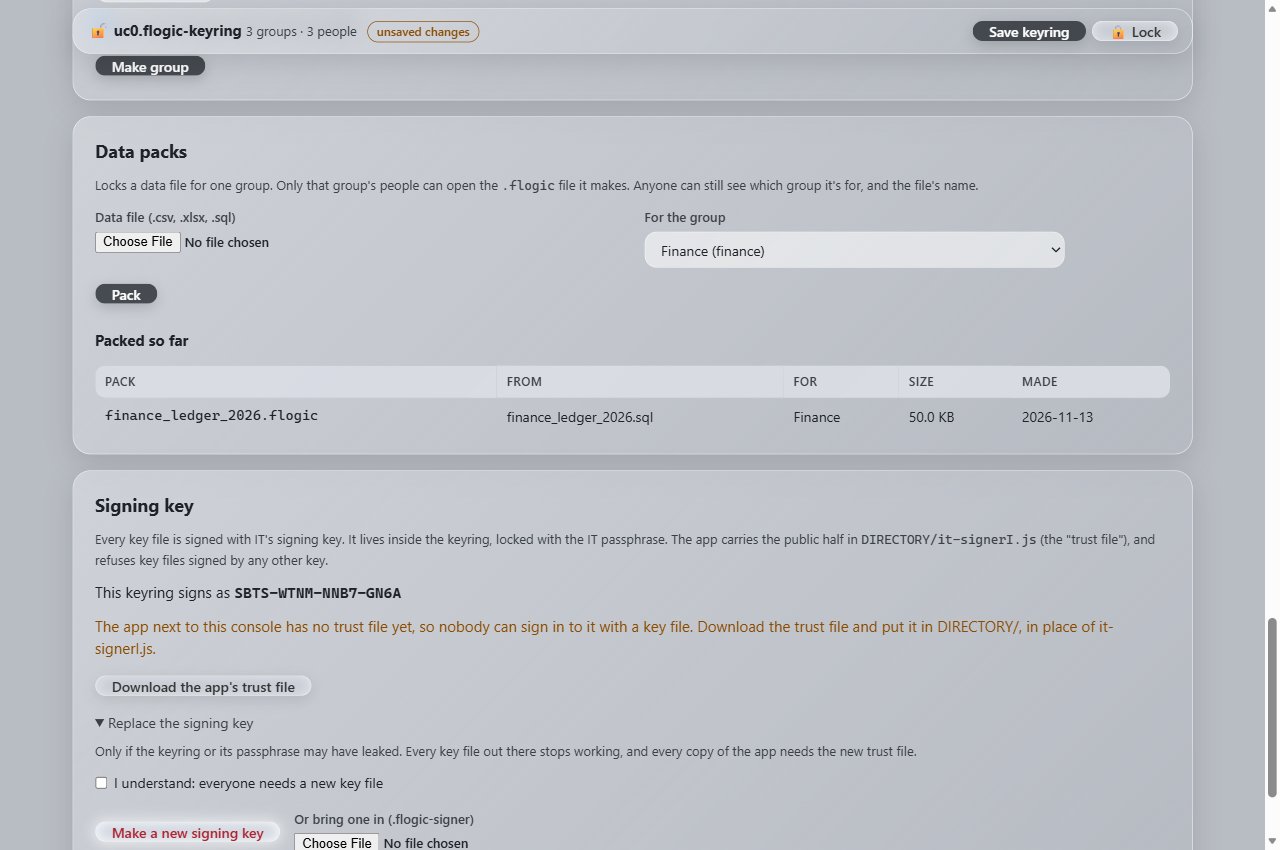 uc0.flogic-keyring 3 groups · 3 people unsaved changes Save keyring Lock
Make group
Data packs
Locks a data file for one group. Only that group's people can open the .flogic file it makes. Anyone can still see which group it's for, and the file's name.
Data file (.csv, .xlsx, .sql) For the group
Choose File No file chosen Finance (finance)
Pack
Packed so far
PACK FROM FOR SIZE MADE
finance_ledger_2026.flogic finance_ledger_2026.sql Finance 50.0 KB 2026-11-13
Signing key
Every key file is signed with IT's signing key. It lives inside the keyring, locked with the IT passphrase. The app carries the public half in DIRECTORY/it-signerI.js (the "trust file"), and
refuses key files signed by any other key.
This keyring signs as SBTS-WTNM-NNB7-GN6A
The app next to this console has no trust file yet, so nobody can sign in to it with a key file. Download the trust file and put it in DIRECTORY/, in place of it-
signerI.js.
Download the app's trust file
Replace the signing key
Only if the keyring or its passphrase may have leaked. Every key file out there stops working, and every copy of the app needs the new trust file.
I understand: everyone needs a new key file
Or bring one in (.flogic-signer)
Make a new signing key
Choose File No file chosen